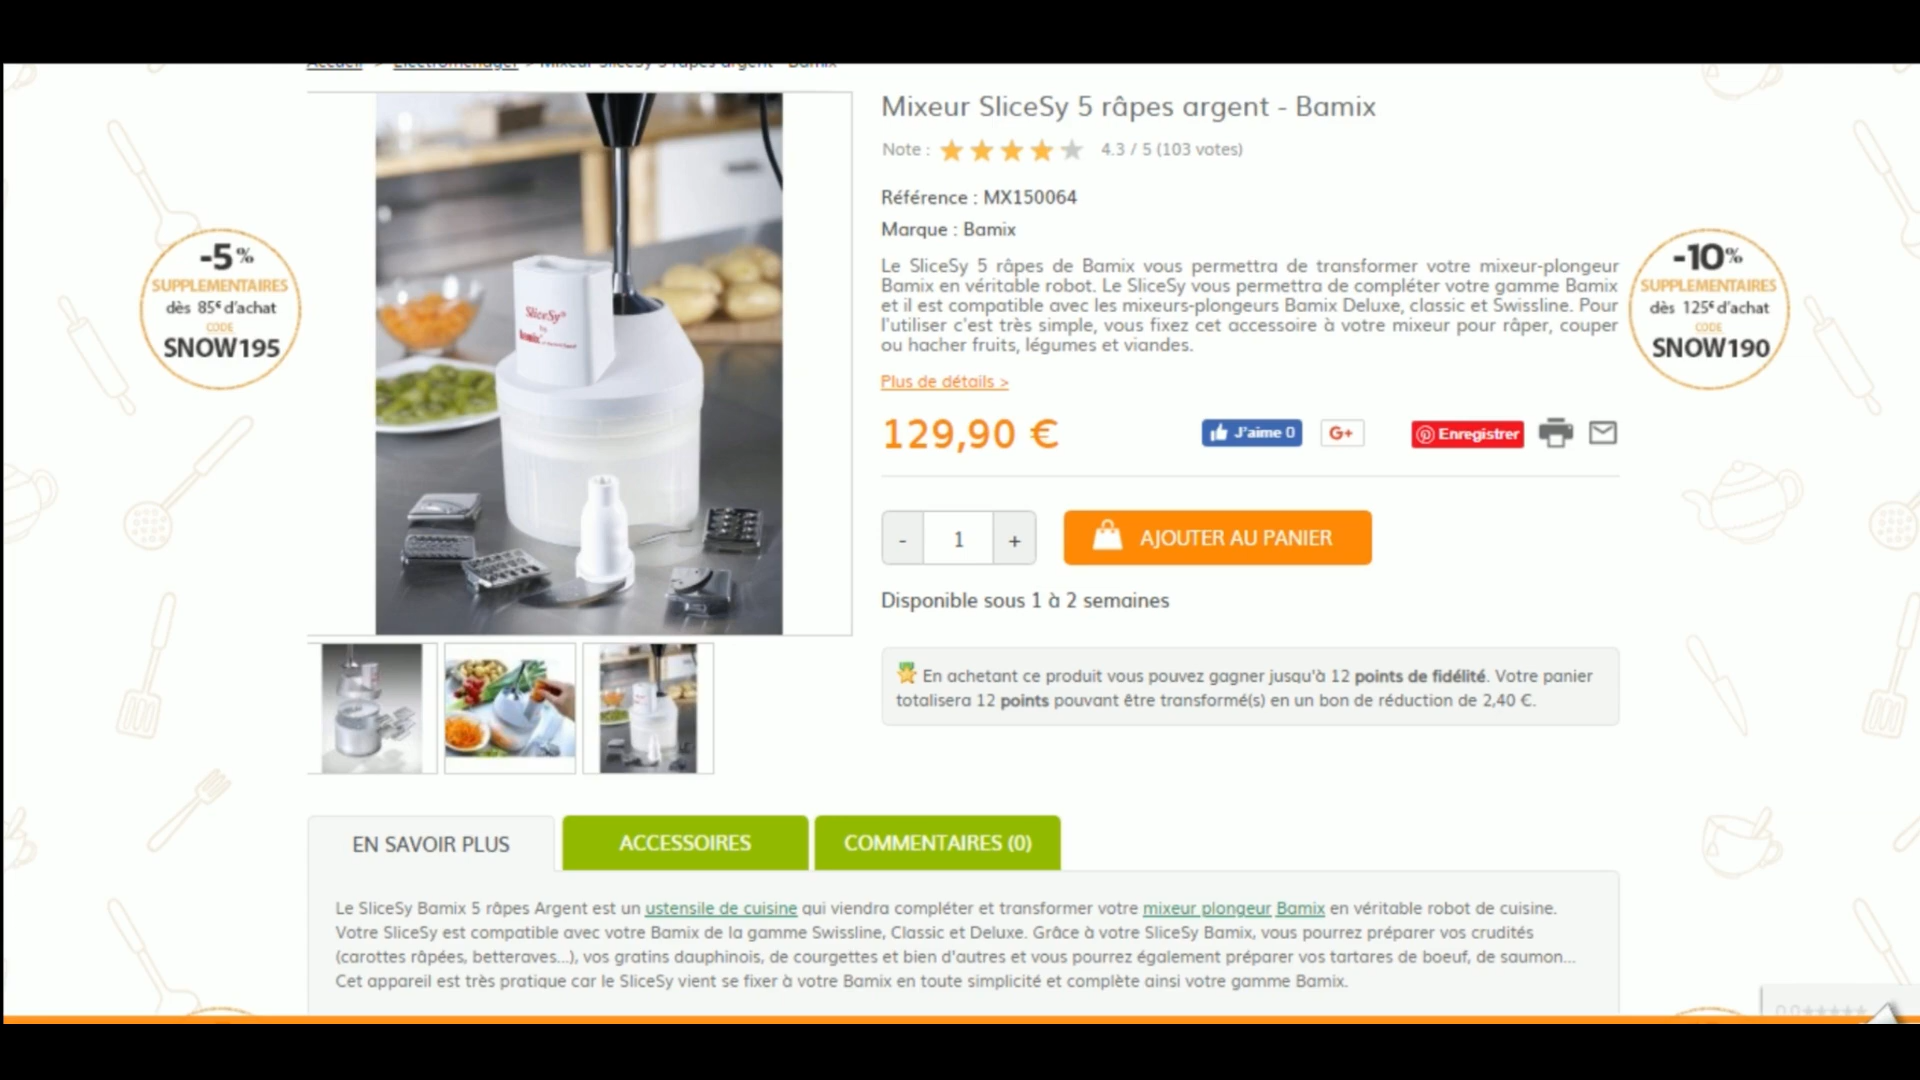 Accueil > Electroménager > Mixeur SliceSy 5 râpes argent - Bamix
Mixeur SliceSy 5 râpes argent - Bamix
Note : 4.3 / 5 (103 votes)
Référence : MX150064
Marque : Bamix
Le SliceSy 5 râpes de Bamix vous permettra de transformer votre mixeur-plongeur
Bamix en véritable robot. Le SliceSy vous permettra de compléter votre gamme Bamix
et il est compatible avec les mixeurs-plongeurs Bamix Deluxe, classic et Swissline. Pour
l'utiliser c'est très simple, vous fixez cet accessoire à votre mixeur pour râper, couper
ou hacher fruits, légumes et viandes.
Plus de détails >
129,90 €
J'aime 0
G+
Enregistrer
- 1 +
AJOUTER AU PANIER
Disponible sous 1 à 2 semaines
En achetant ce produit vous pouvez gagner jusqu'à 12 points de fidélité. Votre panier
totalisera 12 points pouvant être transformé(s) en un bon de réduction de 2,40 €.
-5%
SUPPLEMENTAIRES
dès 85€ d'achat
CODE
SNOW195
-10%
SUPPLEMENTAIRES
dès 125€ d'achat
CODE
SNOW190
SliceSy®
by
bamix
EN SAVOIR PLUS
ACCESSOIRES
COMMENTAIRES (0)
Le SliceSy Bamix 5 râpes Argent est un ustensile de cuisine qui viendra compléter et transformer votre mixeur plongeur Bamix en véritable robot de cuisine.
Votre SliceSy est compatible avec votre Bamix de la gamme Swissline, Classic et Deluxe. Grâce à votre SliceSy Bamix, vous pourrez préparer vos crudités
(carottes râpées, betteraves...), vos gratins dauphinois, de courgettes et bien d'autres et vous pourrez également préparer vos tartares de boeuf, de saumon...
Cet appareil est très pratique car le SliceSy vient se fixer à votre Bamix en toute simplicité et complète ainsi votre gamme Bamix.